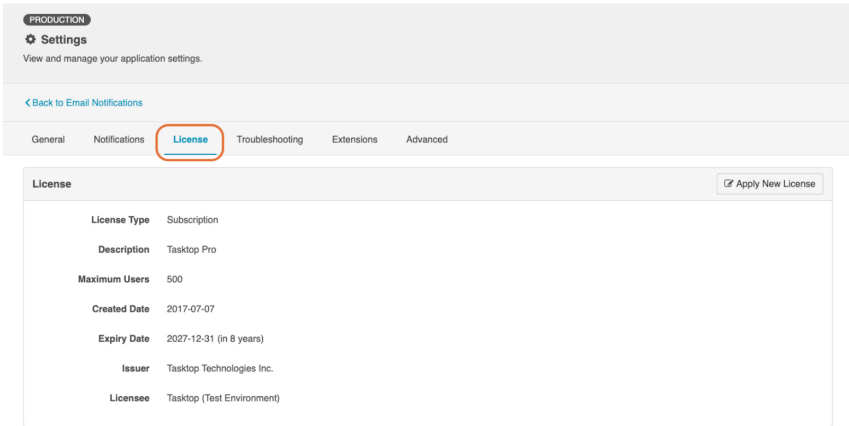 PRODUCTION
Settings
View and manage your application settings.
Back to Email Notifications
General Notifications License Troubleshooting Extensions Advanced
License Apply New License
License Type Subscription
Description Tasktop Pro
Maximum Users 500
Created Date 2017-07-07
Expiry Date 2027-12-31 (in 8 years)
Issuer Tasktop Technologies Inc.
Licensee Tasktop (Test Environment)